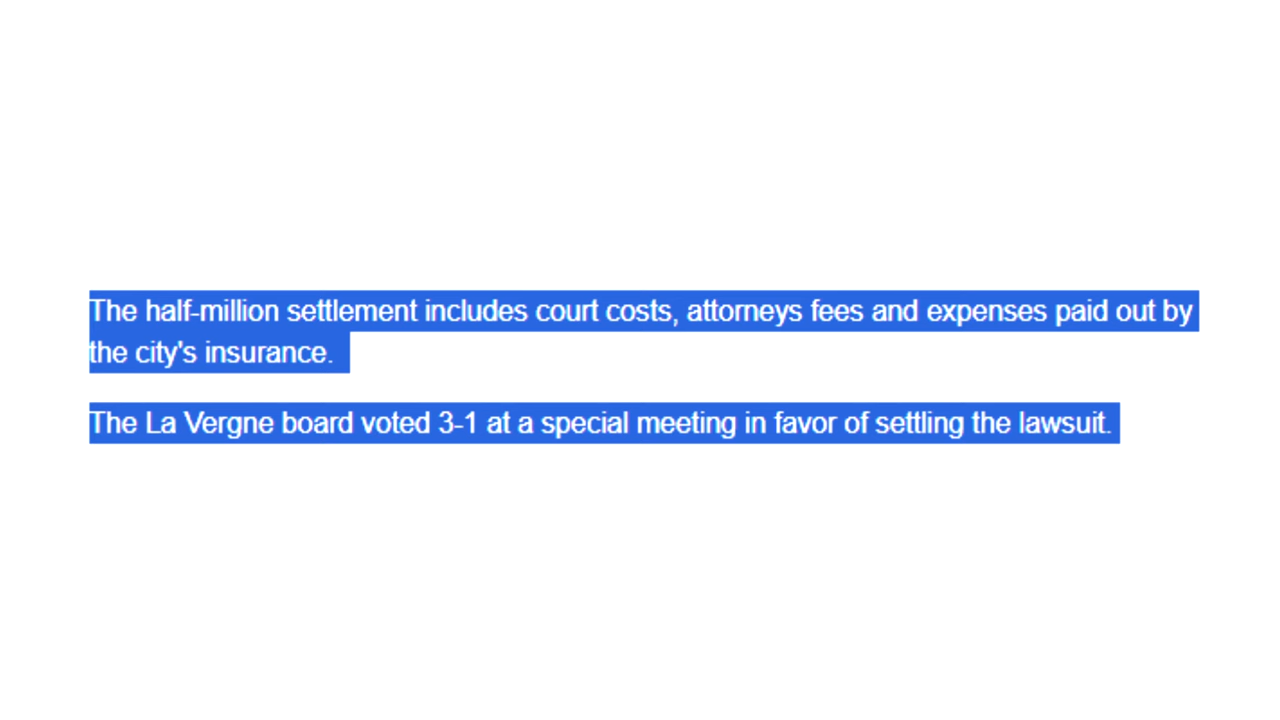 The half-million settlement includes court costs, attorneys fees and expenses paid out by
the city's insurance.
The La Vergne board voted 3-1 at a special meeting in favor of settling the lawsuit.